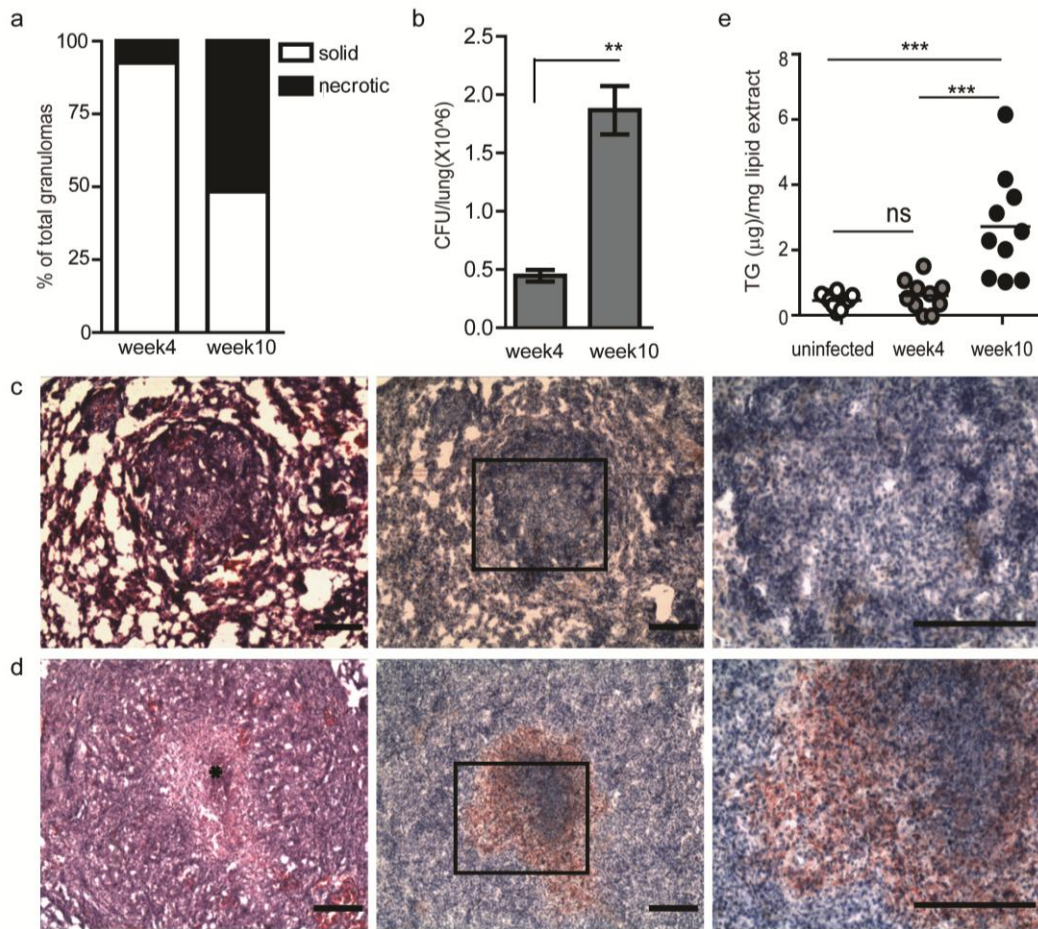 a
% of total granulomas
100
75
50
25
0
week4 week10
solid
necrotic
b
CFU/lung(X10^6)
2.5
2.0
1.5
1.0
0.5
0.0
**
week4 week10
e
TG (µg)/mg lipid extract
8
6
4
2
0
***
***
ns
uninfected week4 week10
c
d
*